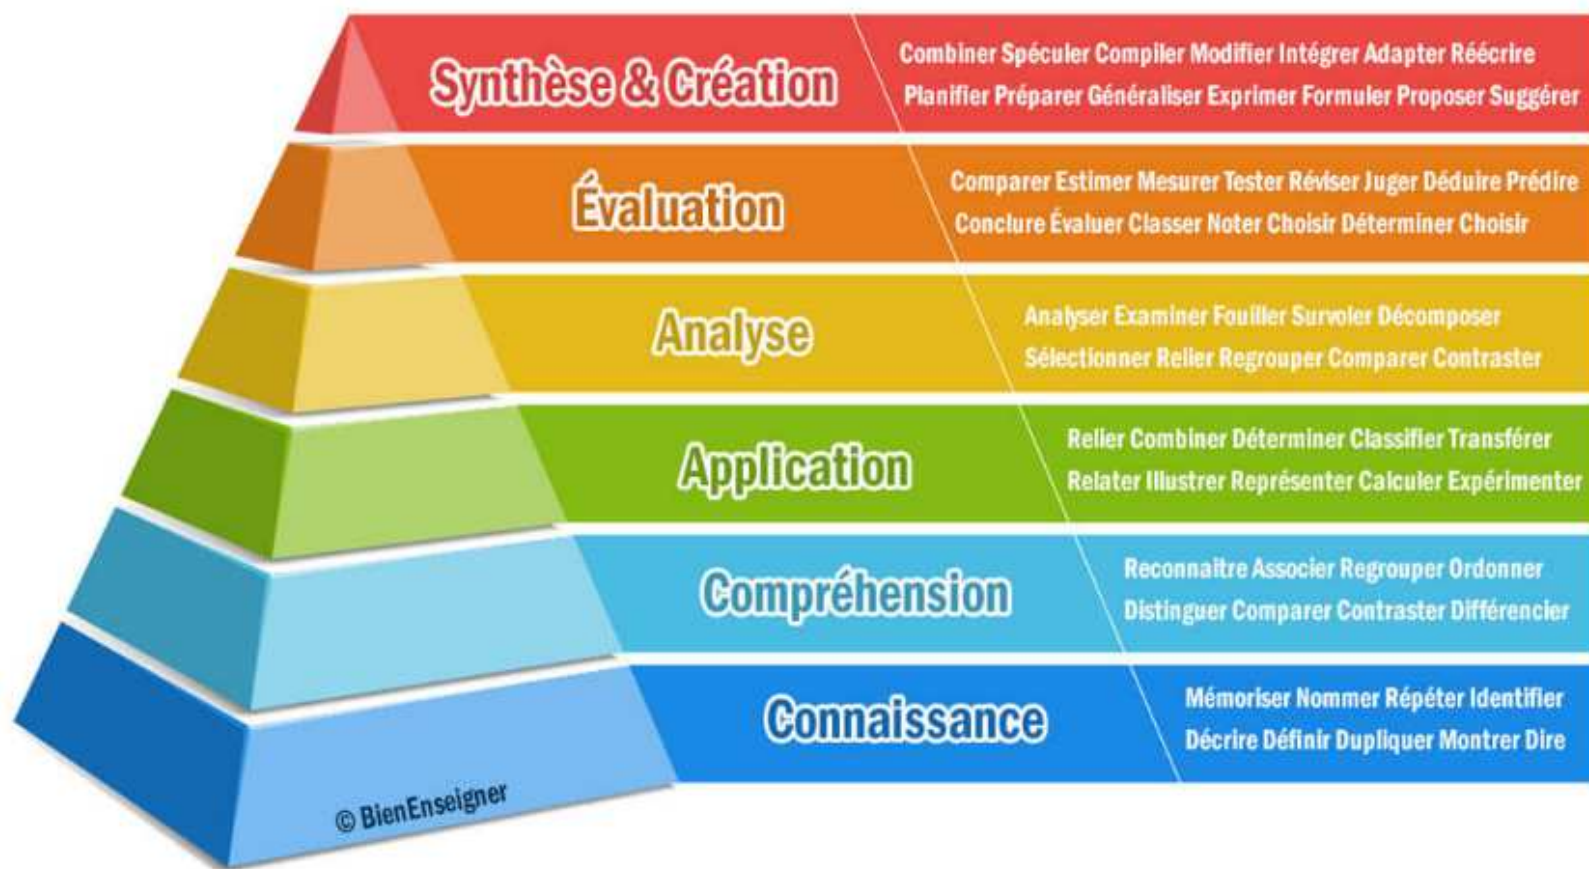 Synthèse & Création
Combiner Spéculer Compiler Modifier Intégrer Adapter Réécrire
Planifier Préparer Généraliser Exprimer Formuler Proposer Suggérer
Évaluation
Comparer Estimer Mesurer Tester Réviser Juger Déduire Prédire
Conclure Évaluer Classer Noter Choisir Déterminer Choisir
Analyse
Analyser Examiner Fouiller Survoler Décomposer
Sélectionner Relier Regrouper Comparer Contraster
Application
Relier Combiner Déterminer Classifier Transférer
Relater Illustrer Représenter Calculer Expérimenter
Compréhension
Reconnaitre Associer Regrouper Ordonner
Distinguer Comparer Contraster Différencier
Connaissance
Mémoriser Nommer Répéter Identifier
Décrire Définir Dupliquer Montrer Dire
© BienEnseigner